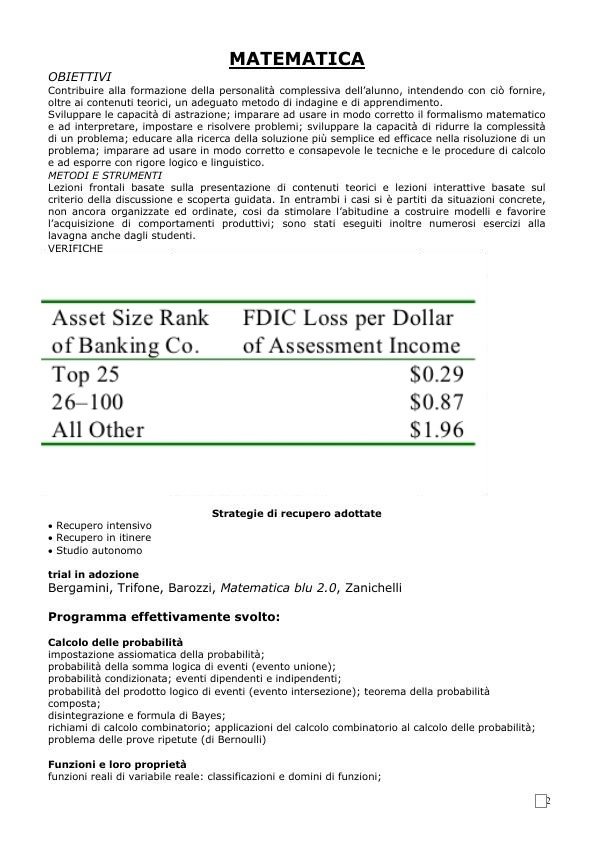 MATEMATICA
OBIETTIVI
Contribuire alla formazione della personalità complessiva dell’alunno, intendendo con ciò fornire,
oltre ai contenuti teorici, un adeguato metodo di indagine e di apprendimento.
Sviluppare le capacità di astrazione; imparare ad usare in modo corretto il formalismo matematico
e ad interpretare, impostare e risolvere problemi; sviluppare la capacità di ridurre la complessità
di un problema; educare alla ricerca della soluzione più semplice ed efficace nella risoluzione di un
problema; imparare ad usare in modo corretto e consapevole le tecniche e le procedure di calcolo
e ad esporre con rigore logico e linguistico.
METODI E STRUMENTI
Lezioni frontali basate sulla presentazione di contenuti teorici e lezioni interattive basate sul
criterio della discussione e scoperta guidata. In entrambi i casi si è partiti da situazioni concrete,
non ancora organizzate ed ordinate, cosi da stimolare l’abitudine a costruire modelli e favorire
l’acquisizione di comportamenti produttivi; sono stati eseguiti inoltre numerosi esercizi alla
lavagna anche dagli studenti.
VERIFICHE
Asset Size Rank FDIC Loss per Dollar
of Banking Co. of Assessment Income
Top 25 $0.29
26–100 $0.87
All Other $1.96
Strategie di recupero adottate
• Recupero intensivo
• Recupero in itinere
• Studio autonomo
trial in adozione
Bergamini, Trifone, Barozzi, Matematica blu 2.0, Zanichelli
Programma effettivamente svolto:
Calcolo delle probabilità
impostazione assiomatica della probabilità;
probabilità della somma logica di eventi (evento unione);
probabilità condizionata; eventi dipendenti e indipendenti;
probabilità del prodotto logico di eventi (evento intersezione); teorema della probabilità
composta;
disintegrazione e formula di Bayes;
richiami di calcolo combinatorio; applicazioni del calcolo combinatorio al calcolo delle probabilità;
problema delle prove ripetute (di Bernoulli)
Funzioni e loro proprietà
funzioni reali di variabile reale: classificazioni e domini di funzioni;
2